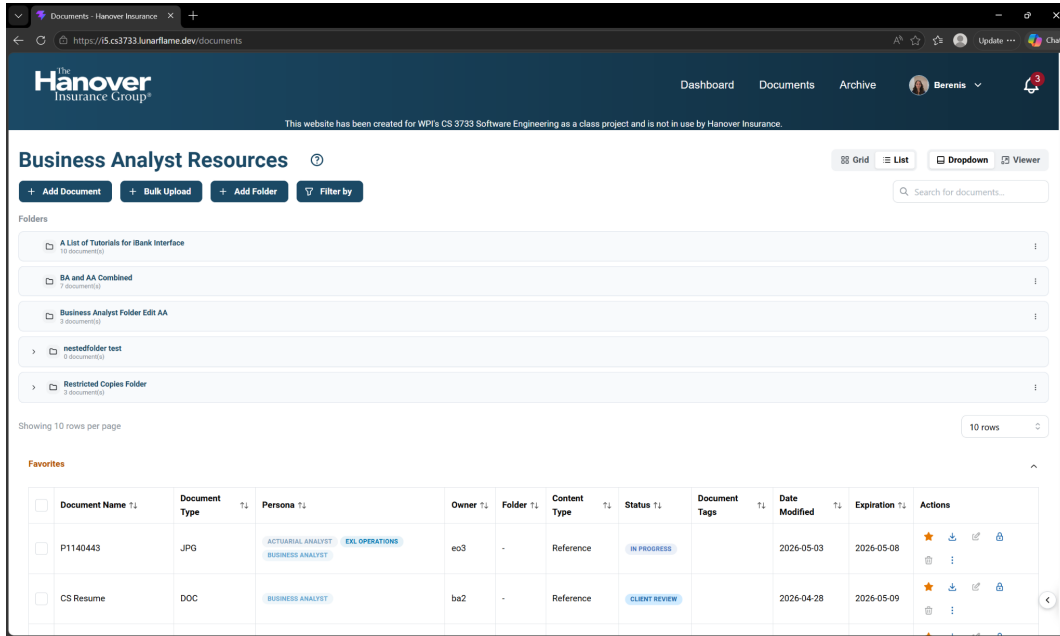 Documents - Hanover Insurance
https://i5.cs3733.lunarflame.dev/documents
Update
Cha
The
Hanover
Insurance Group®
Dashboard Documents Archive Berenis 3
This website has been created for WPI's CS 3733 Software Engineering as a class project and is not in use by Hanover Insurance.
Business Analyst Resources
Grid List Dropdown Viewer
+ Add Document + Bulk Upload + Add Folder Filter by
Search for documents...
Folders
A List of Tutorials for iBank Interface
10 document(s)
BA and AA Combined
7 document(s)
Business Analyst Folder Edit AA
3 document(s)
nestedfolder test
0 document(s)
Restricted Copies Folder
3 document(s)
Showing 10 rows per page
10 rows
Favorites
Document Name Document Type Persona Owner Folder Content Type Status Document Tags Date Modified Expiration Actions
P1140443 JPG ACTUARIAL ANALYST EXL OPERATIONS BUSINESS ANALYST eo3 - Reference IN PROGRESS 2026-05-03 2026-05-08
CS Resume DOC BUSINESS ANALYST ba2 - Reference CLIENT REVIEW 2026-04-28 2026-05-09